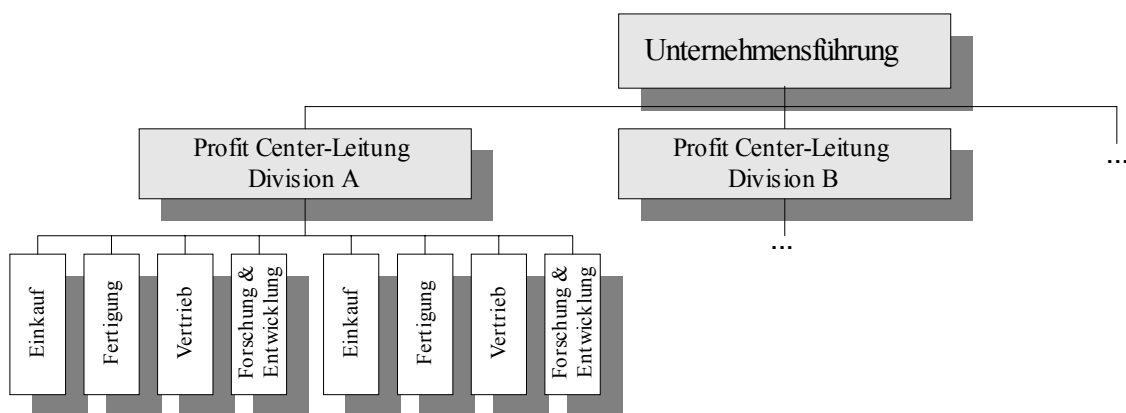 Unternehmensführung
Profit Center-Leitung
Division A
Profit Center-Leitung
Division B
...
...
Einkauf
Fertigung
Vertrieb
Forschung &
Entwicklung
Einkauf
Fertigung
Vertrieb
Forschung &
Entwicklung